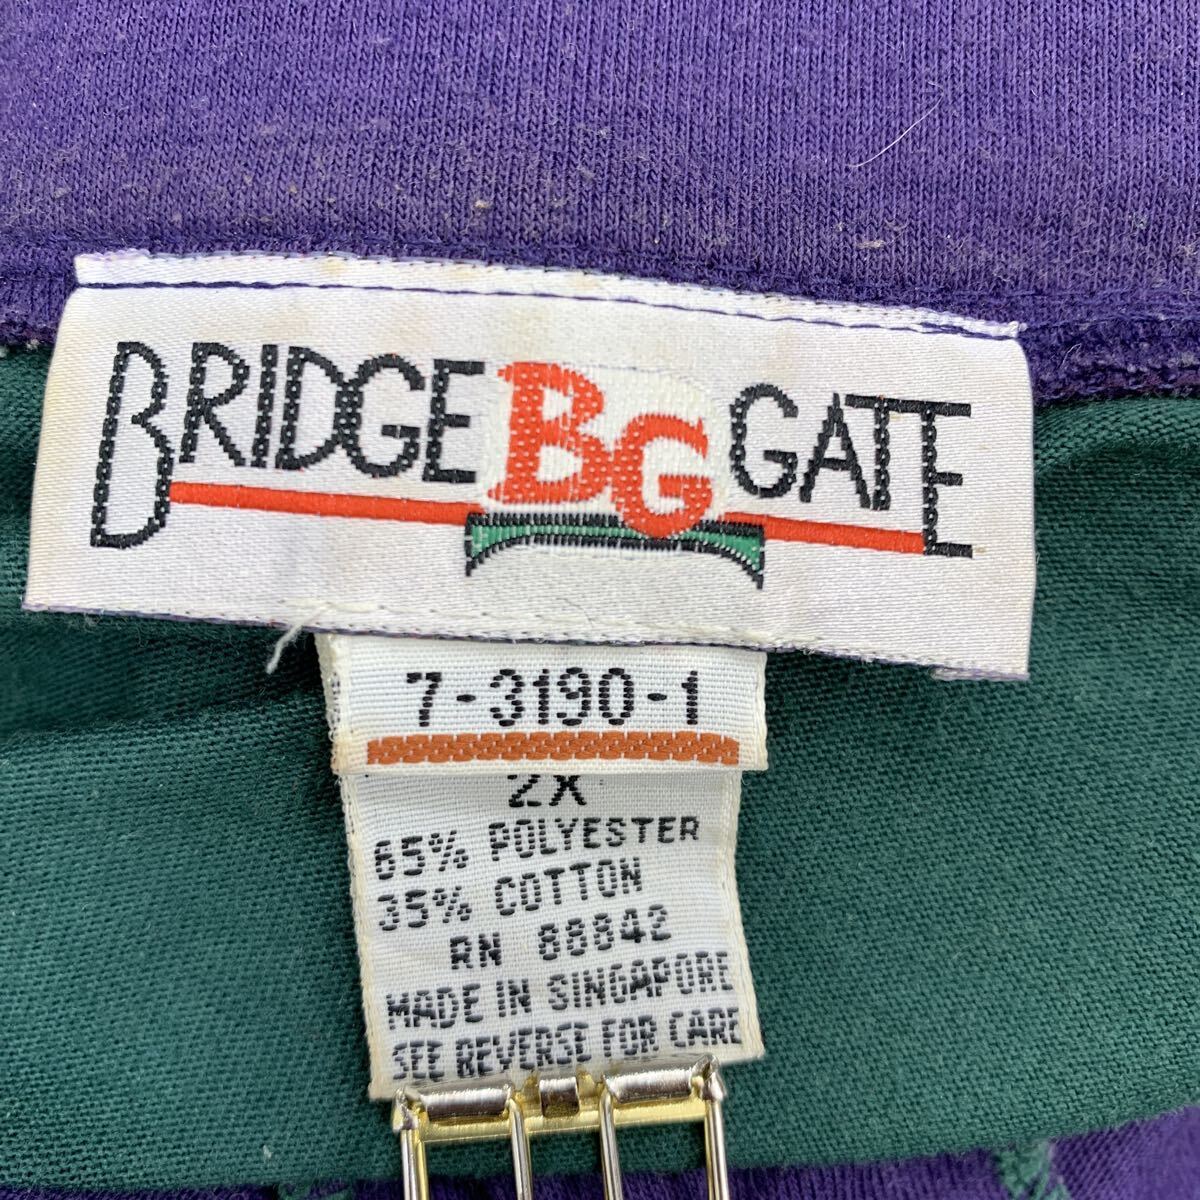 BRIDGE BG GATE
7-3190-1
2X
65% POLYESTER
35% COTTON
RN 88842
MADE IN SINGAPORE
SEE REVERSE FOR CARE